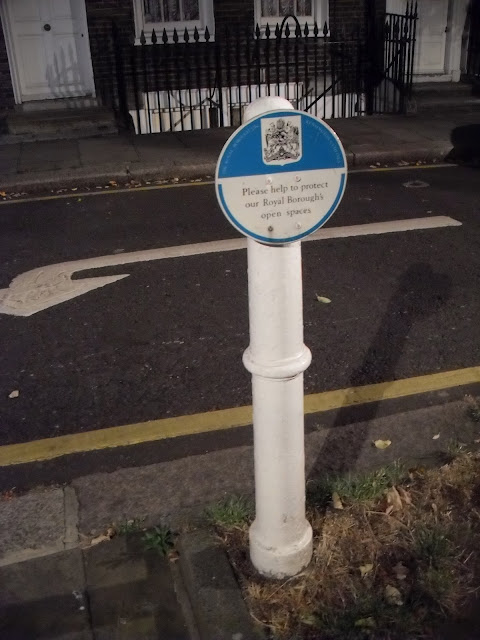 Please help to protect
our Royal Borough's
open spaces